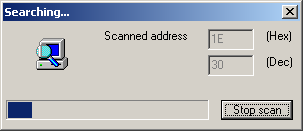 Searching...
Scanned address 1E (Hex)
30 (Dec)
Stop scan